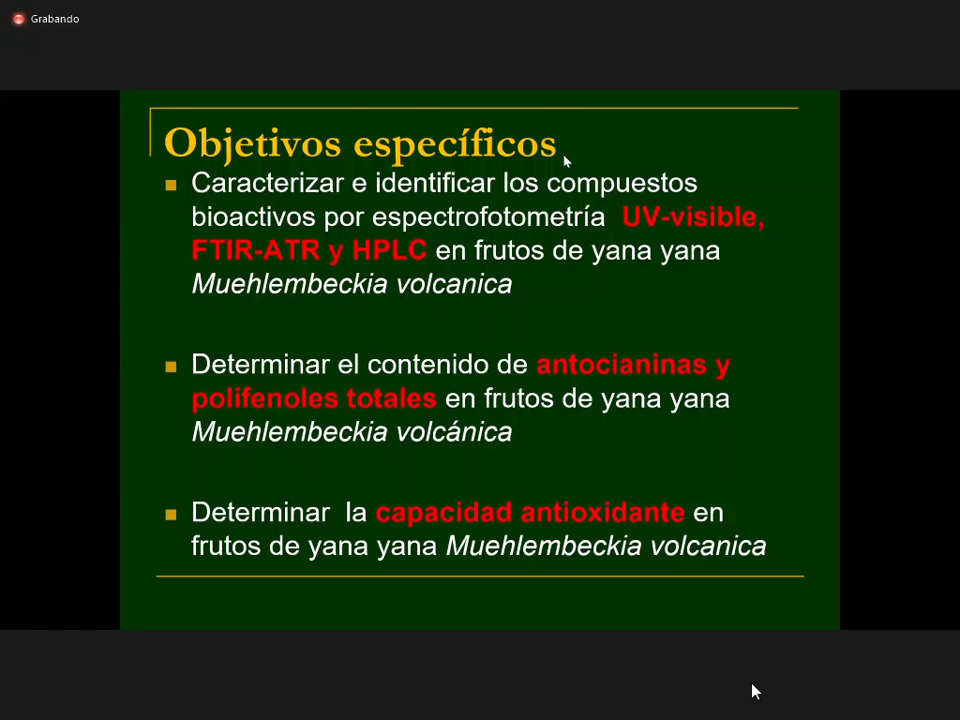 Grabando
Objetivos específicos
Caracterizar e identificar los compuestos
bioactivos por espectrofotometría UV-visible,
FTIR-ATR y HPLC en frutos de yana yana
Muehlembeckia volcanica
Determinar el contenido de antocianinas y
polifenoles totales en frutos de yana yana
Muehlembeckia volcánica
Determinar la capacidad antioxidante en
frutos de yana yana Muehlembeckia volcanica